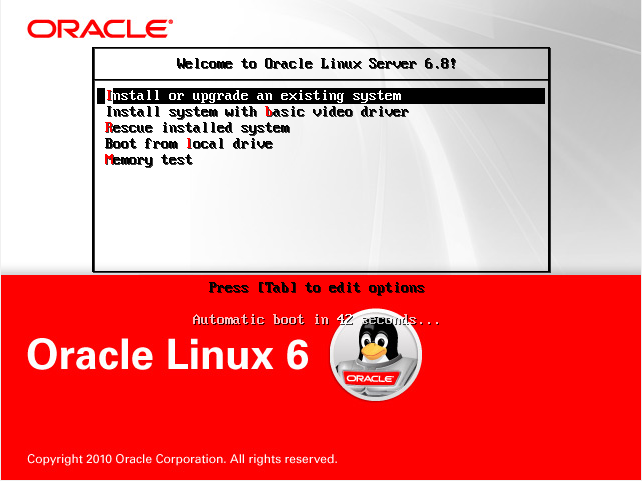 ORACLE®
Welcome to Oracle Linux Server 6.8!
Install or upgrade an existing system
Install system with basic video driver
Rescue installed system
Boot from local drive
Memory test
Press [Tab] to edit options
Automatic boot in 42 seconds...
Oracle Linux 6
ORACLE
Copyright 2010 Oracle Corporation. All rights reserved.